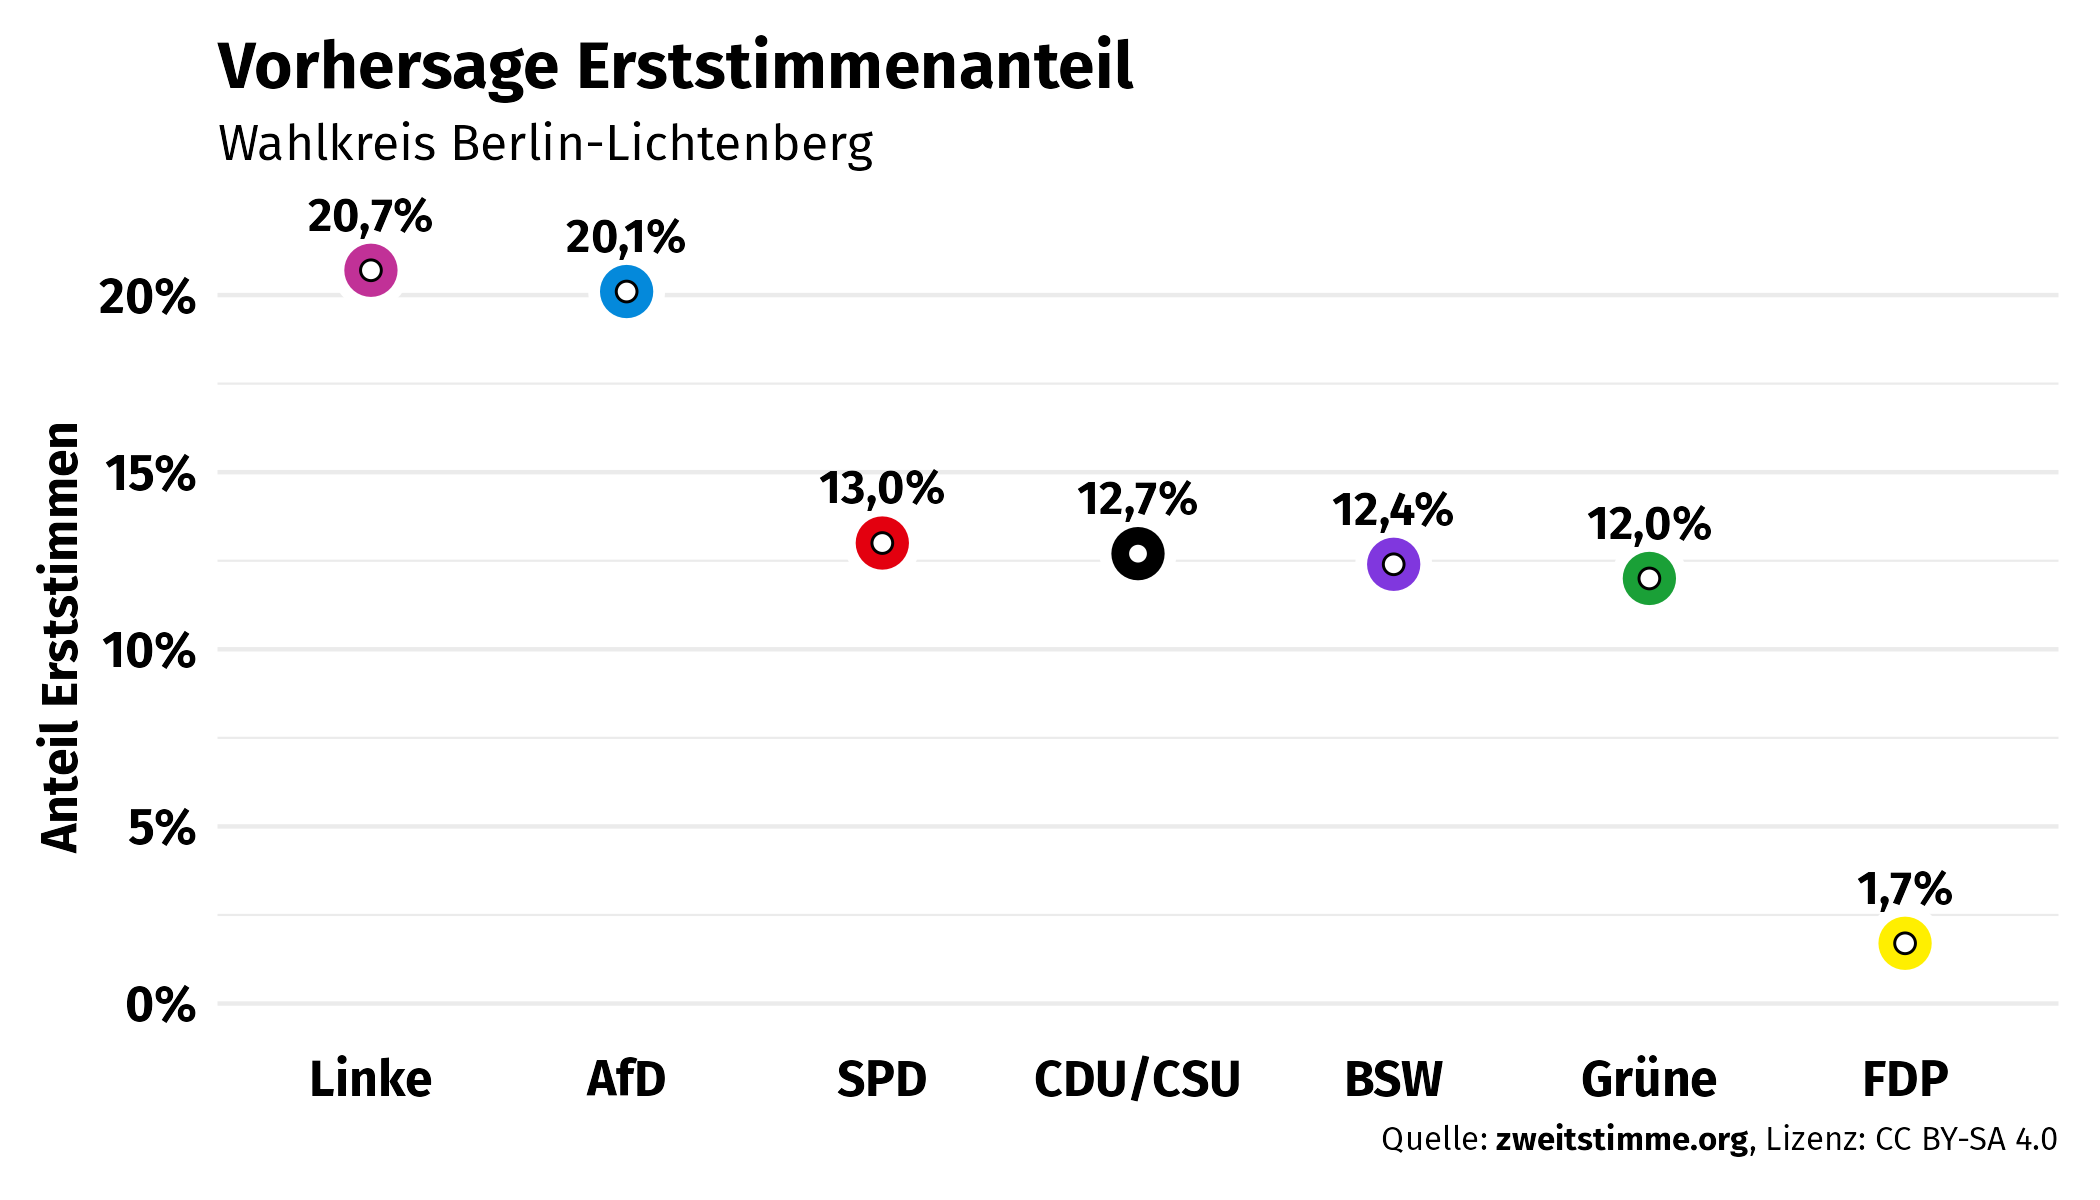 Vorhersage Erststimmenanteil
Wahlkreis Berlin-Lichtenberg
20,7%
20,1%
20%
Anteil Erststimmen
15%
13,0%
12,7%
12,4%
12,0%
10%
5%
1,7%
0%
Linke AfD SPD CDU/CSU BSW Grüne FDP
Quelle: zweitstimme.org, Lizenz: CC BY-SA 4.0